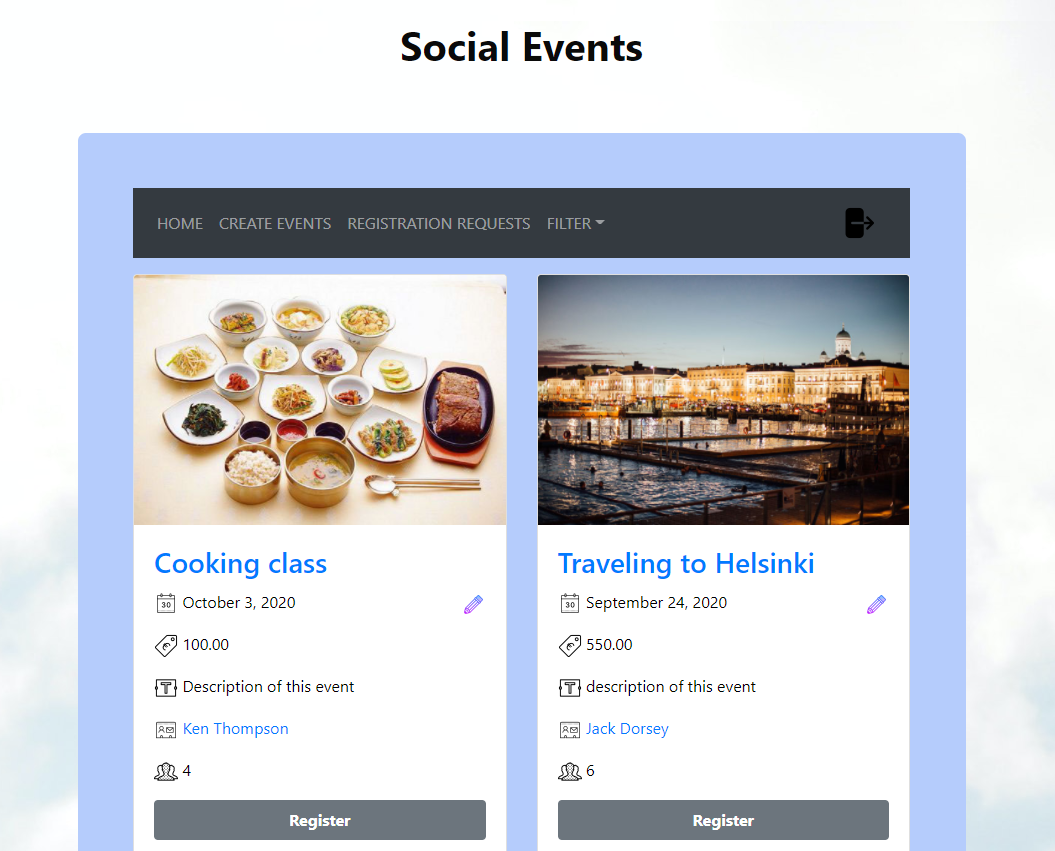 Social Events
HOME CREATE EVENTS REGISTRATION REQUESTS FILTER
Cooking class
30 October 3, 2020
100.00
T Description of this event
Ken Thompson
4
Register
Traveling to Helsinki
30 September 24, 2020
550.00
T description of this event
Jack Dorsey
6
Register